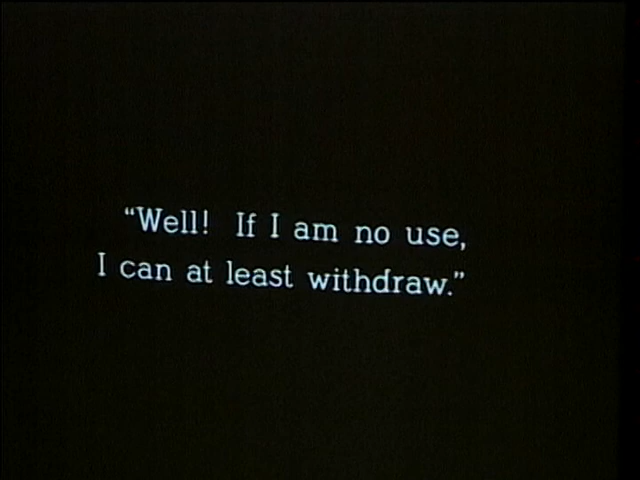 “Well! If I am no use,
I can at least withdraw.”